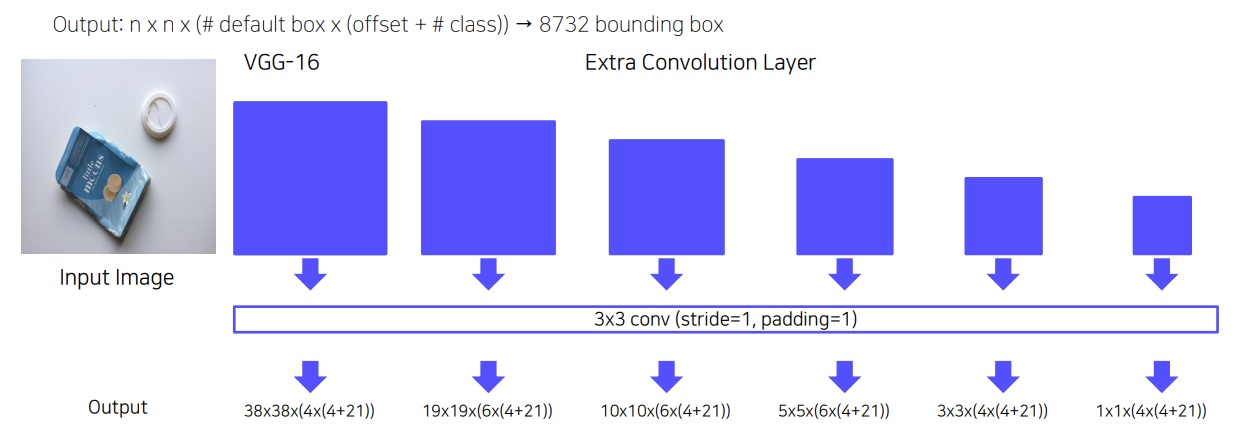 Output: n x n x (# default box x (offset + # class)) → 8732 bounding box
VGG-16
Extra Convolution Layer
little
moons
Input Image
3x3 conv (stride=1, padding=1)
Output
38x38x(4x(4+21))
19x19x(6x(4+21))
10x10x(6x(4+21))
5x5x(6x(4+21))
3x3x(4x(4+21))
1x1x(4x(4+21))